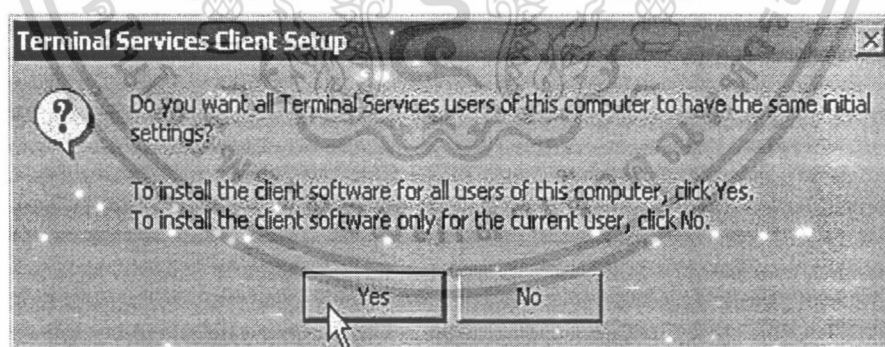 Terminal Services Client Setup
Do you want all Terminal Services users of this computer to have the same initial
settings?
To install the client software for all users of this computer, click Yes.
To install the client software only for the current user, click No.
Yes
No